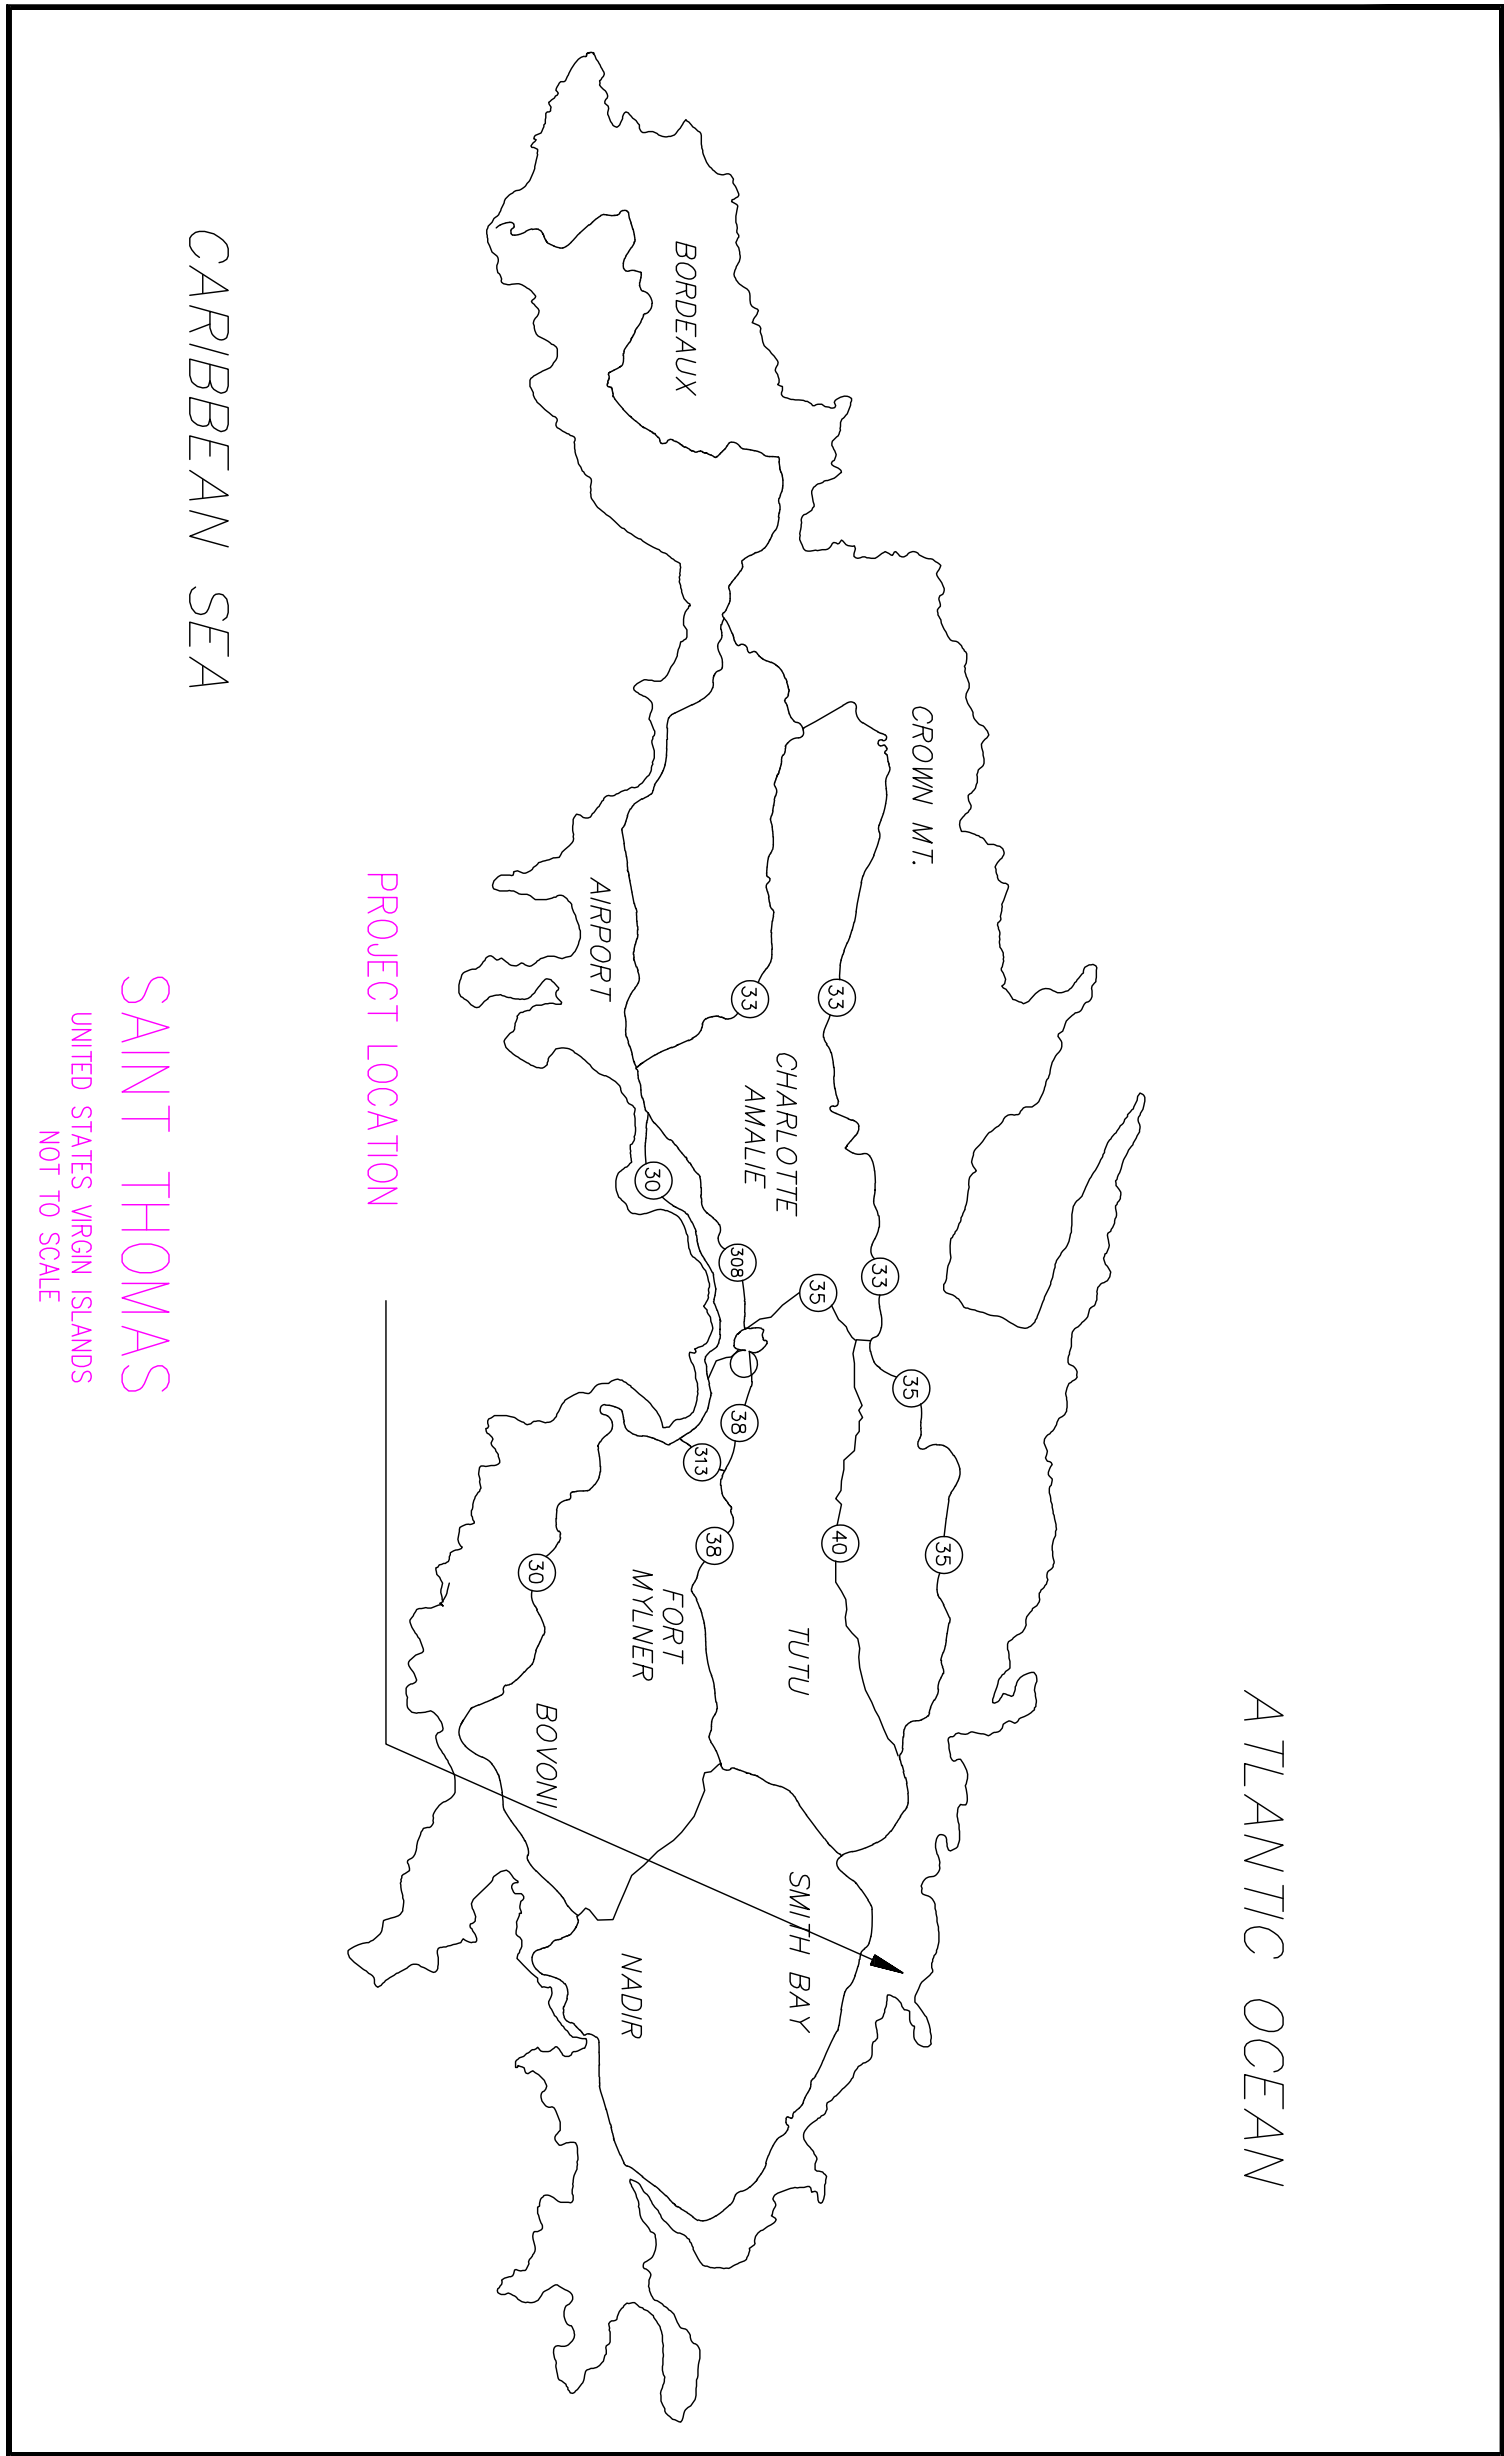 ATLANTIC OCEAN
CROWN MT.
BORDEAUX
33
33
33
35
35
35
CHARLOTTE
AMALIE
308
40
TUTU
SMITH BAY
38
38
313
30
AIRPORT
FORT
MYLNER
NADIR
30
BOVONI
PROJECT LOCATION
CARIBBEAN SEA
SAINT THOMAS
UNITED STATES VIRGIN ISLANDS
NOT TO SCALE